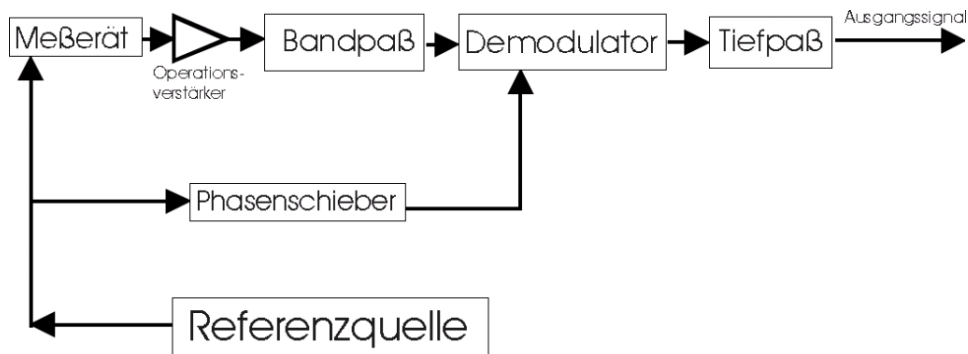 Ausgangssignal
Meßerät
Bandpaß
Demodulator
Tiefpaß
Operations-
verstärker
Phasenschieber
Referenzquelle